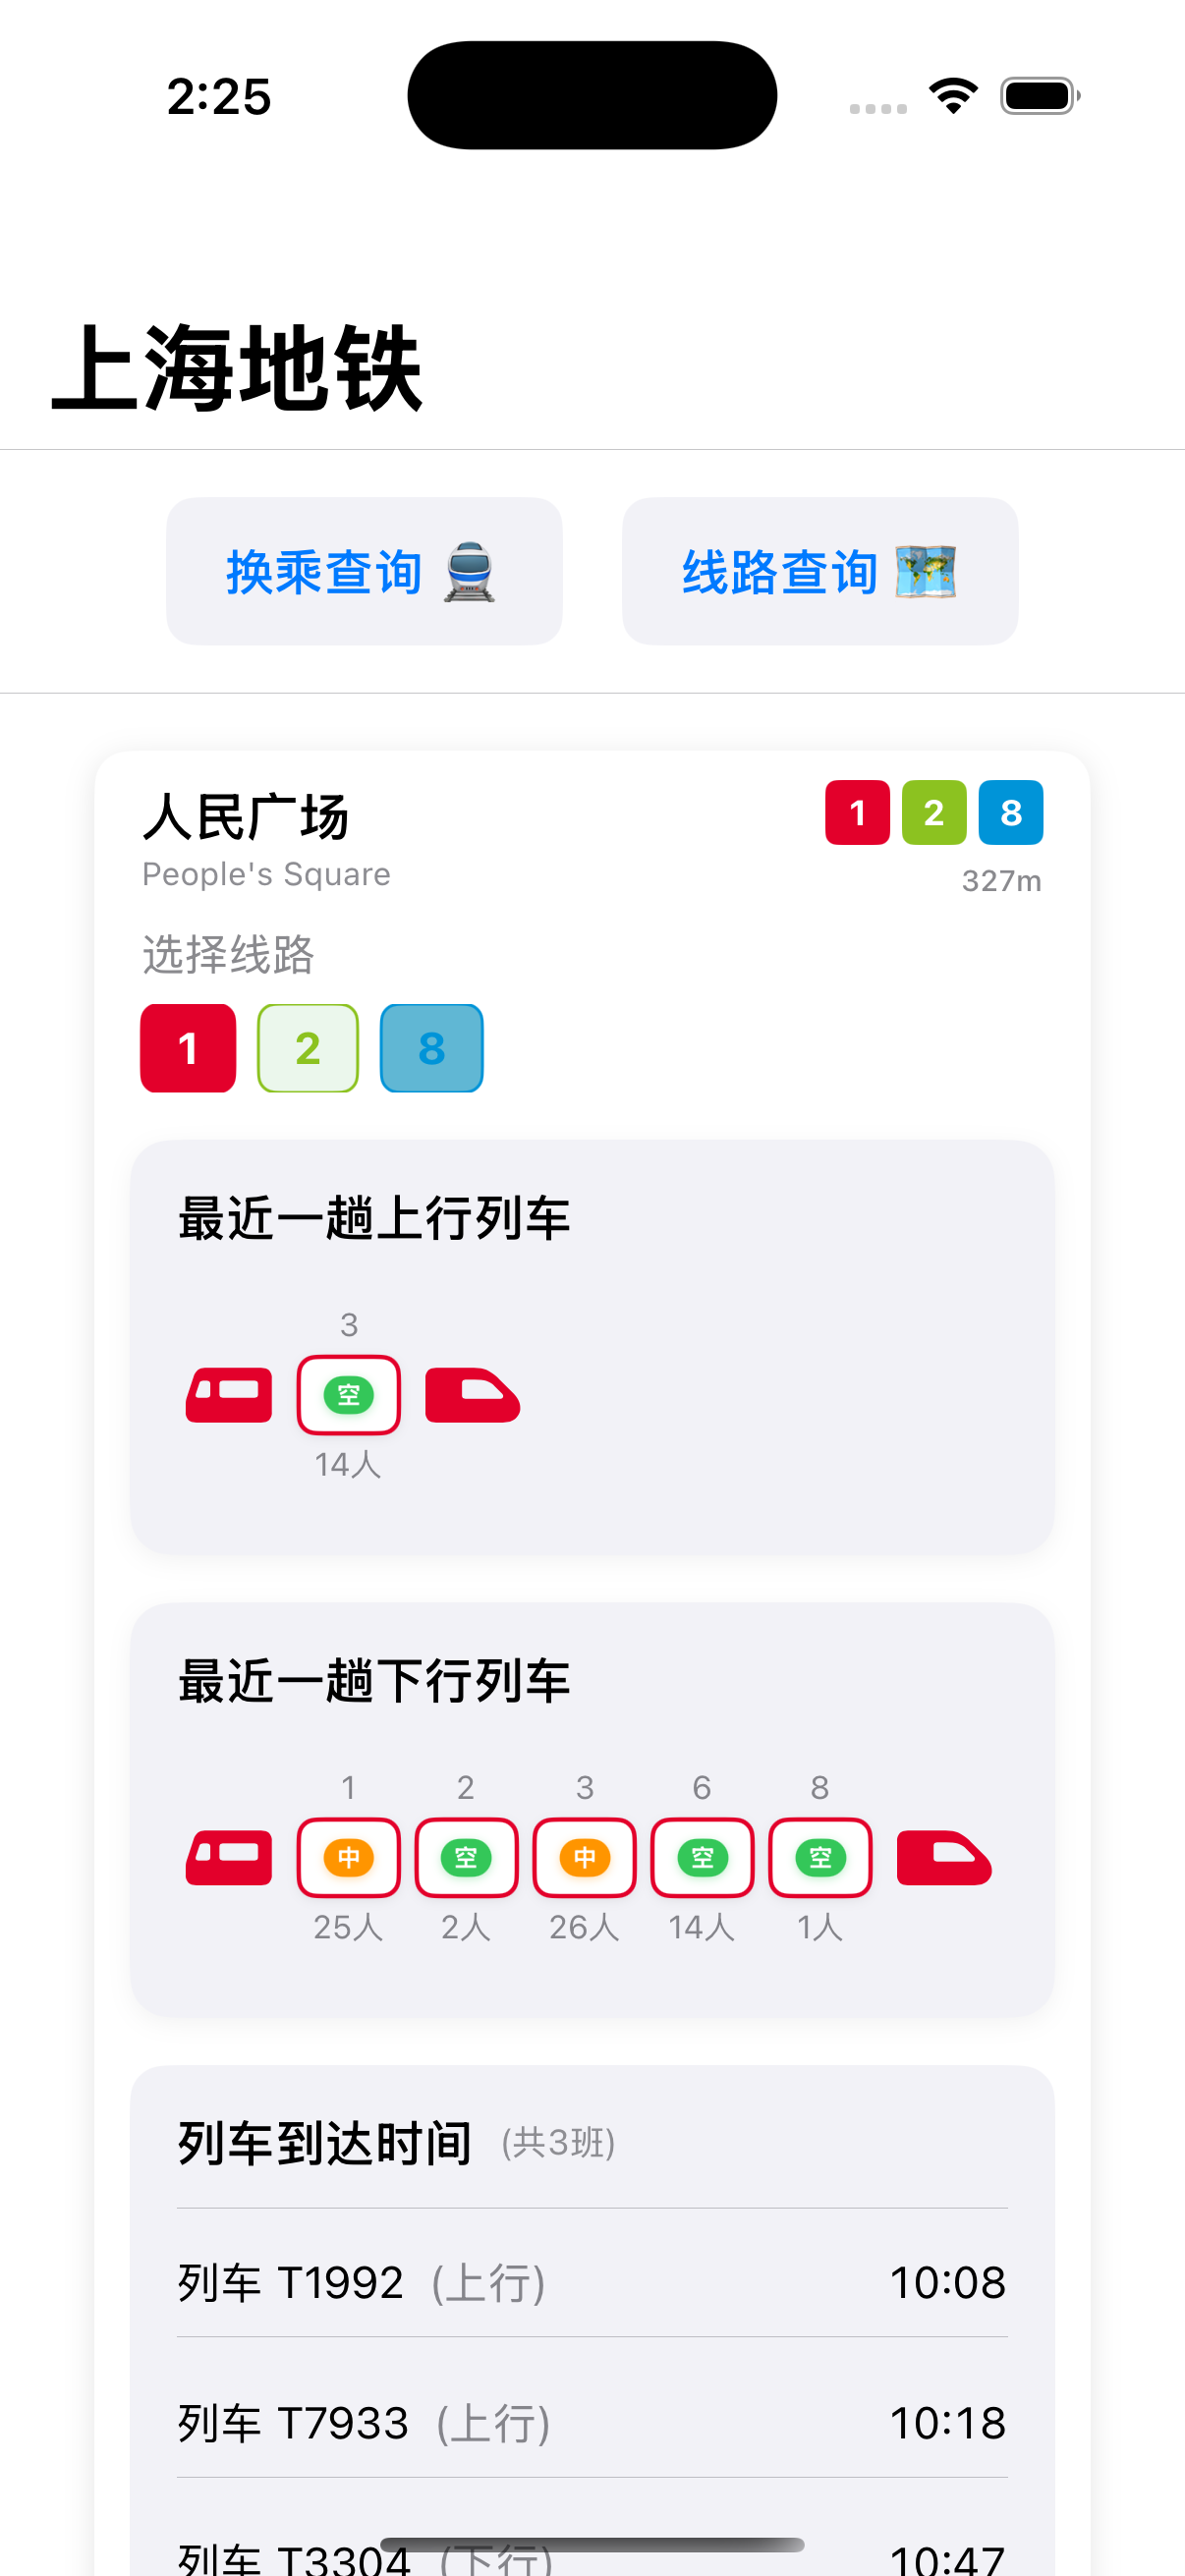 2:25
上海地铁
换乘查询 线路查询
人民广场 1 2 8
People's Square 327m
选择线路
1 2 8
最近一趟上行列车
3
空
14人
最近一趟下行列车
1 2 3 6 8
中 空 中 空 空
25人 2人 26人 14人 1人
列车到达时间 (共3班)
列车 T1992 (上行) 10:08
列车 T7933 (上行) 10:18
列车 T3304 (下行) 10:47